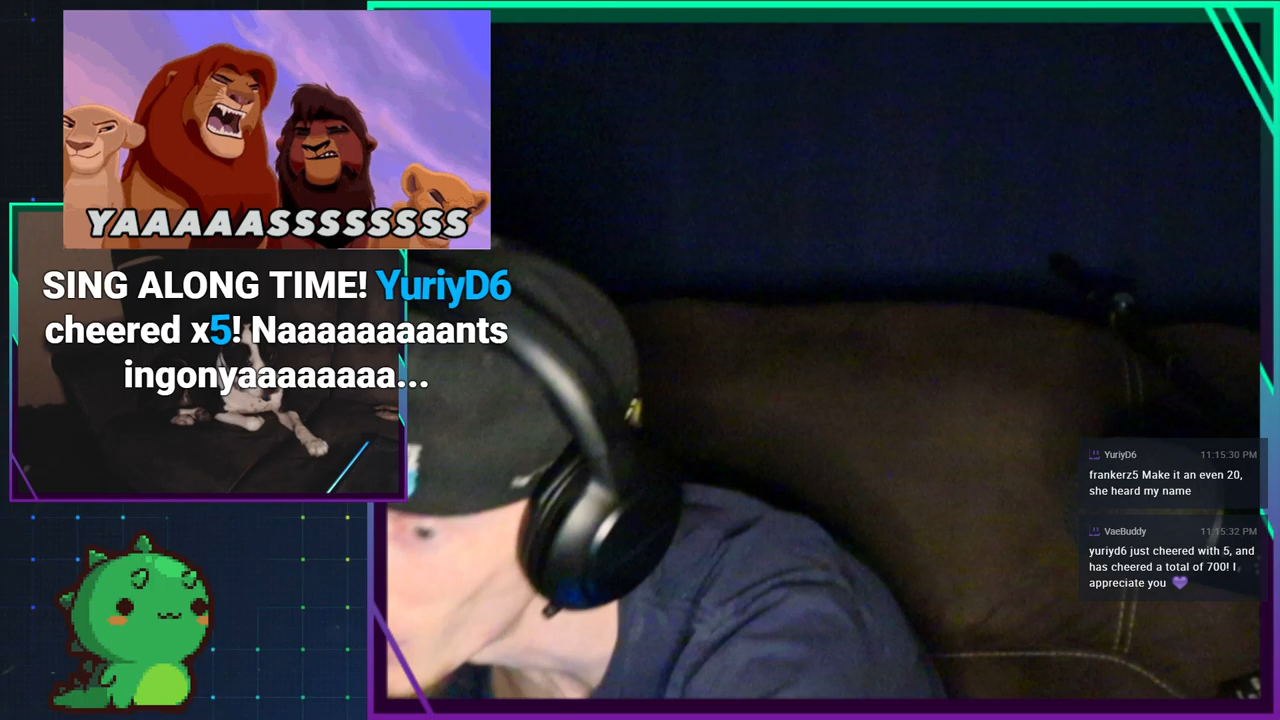 YAAAAASSSSSSSS
SING ALONG TIME! YuriyD6
cheered x5! Naaaaaaaaaants
ingonyaaaaaaaa...
YuriyD6 11:15:30 PM
frankerz5 Make it an even 20,
she heard my name
VaeBuddy 11:15:32 PM
yuriyd6 just cheered with 5, and
has cheered a total of 700! I
appreciate you 💜